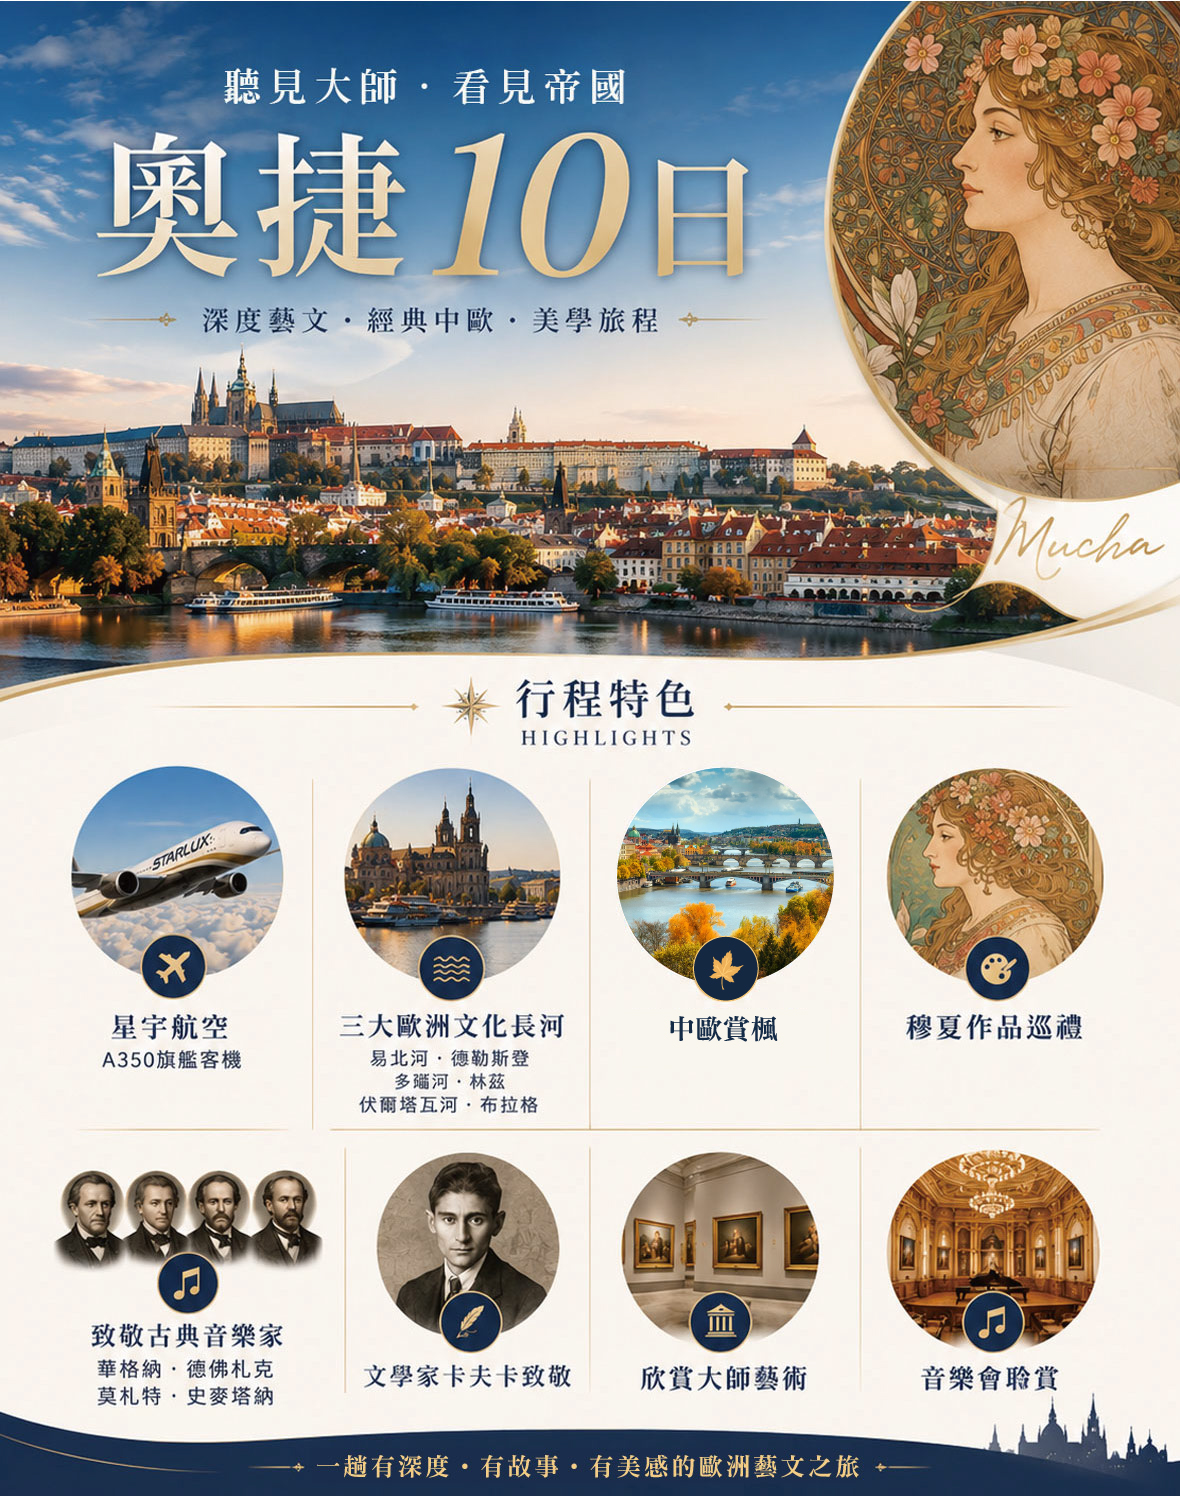 聽見大師・看見帝國
奧捷10日
深度藝文・經典中歐・美學旅程
Mucha
行程特色
HIGHLIGHTS
STARLUX
星宇航空
A350旗艦客機
三大歐洲文化長河
易北河・德勒斯登
多瑙河・林茲
伏爾塔瓦河・布拉格
中歐賞楓
穆夏作品巡禮
致敬古典音樂家
華格納・德佛札克
莫札特・史麥塔納
文學家卡夫卡致敬
欣賞大師藝術
音樂會聆賞
一趟有深度・有故事・有美感的歐洲藝文之旅